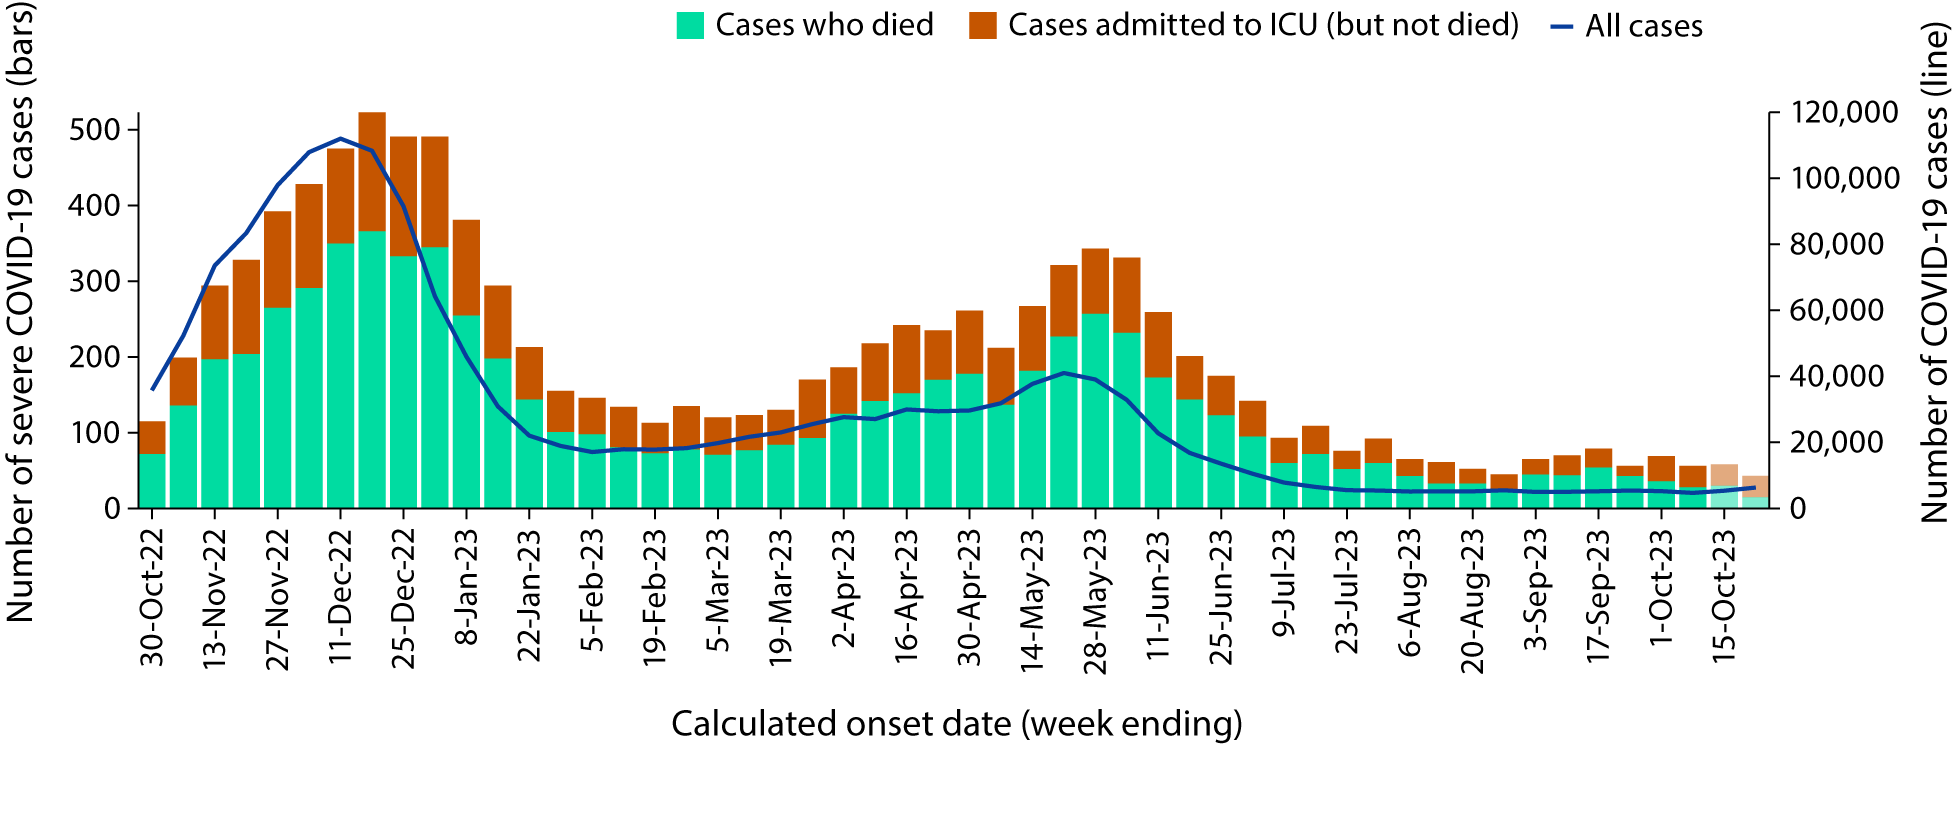 Cases who died
Cases admitted to ICU (but not died)
All cases
Number of severe COVID-19 cases (bars)
500
400
300
200
100
0
120,000
100,000
80,000
60,000
40,000
20,000
0
Number of COVID-19 cases (line)
30-Oct-22
13-Nov-22
27-Nov-22
11-Dec-22
25-Dec-22
8-Jan-23
22-Jan-23
5-Feb-23
19-Feb-23
5-Mar-23
19-Mar-23
2-Apr-23
16-Apr-23
30-Apr-23
14-May-23
28-May-23
11-Jun-23
25-Jun-23
9-Jul-23
23-Jul-23
6-Aug-23
20-Aug-23
3-Sep-23
17-Sep-23
1-Oct-23
15-Oct-23
Calculated onset date (week ending)